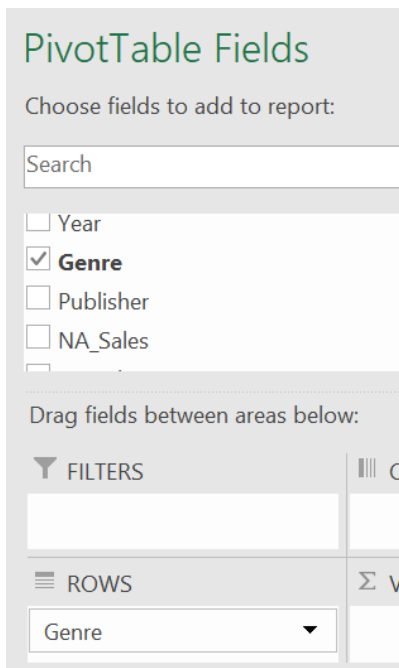 PivotTable Fields
Choose fields to add to report:
Search
Year
Genre
Publisher
NA_Sales
Drag fields between areas below:
FILTERS
ROWS
Σ
Genre